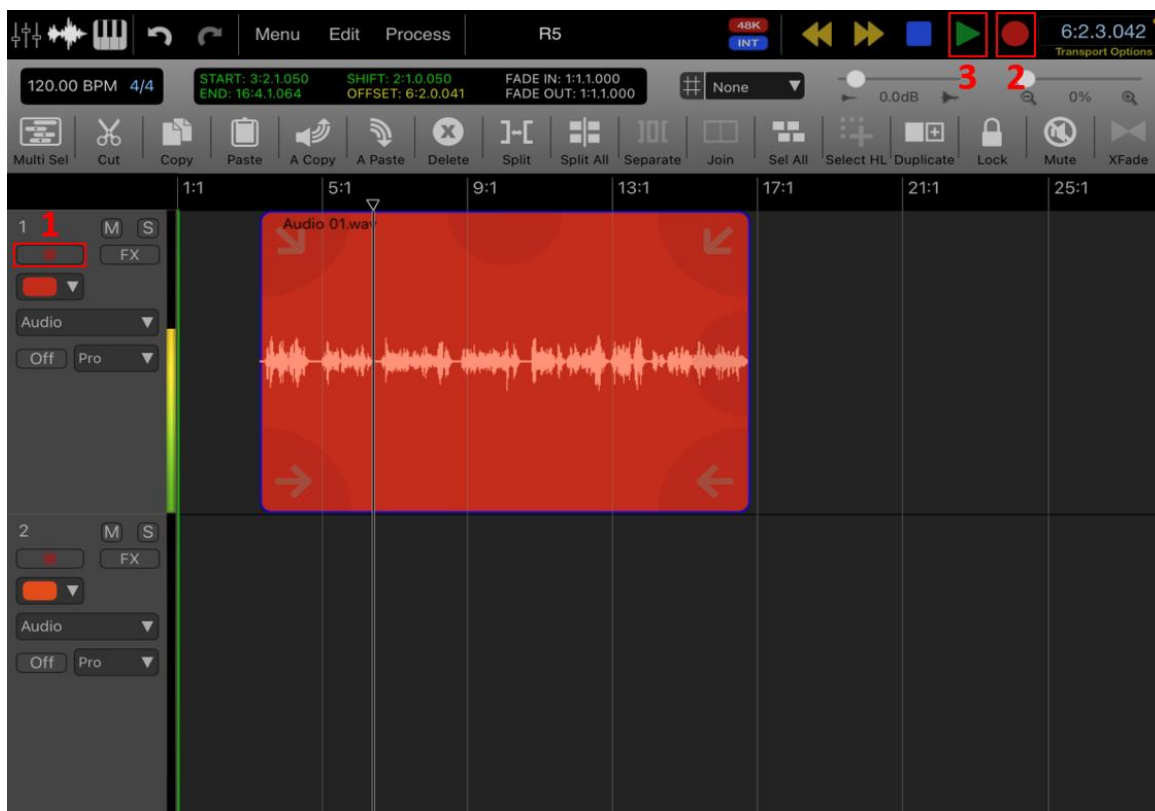 Menu Edit Process R5 48K INT 6:2.3.042
Transport Options
3 2
120.00 BPM 4/4 START: 3:2.1.050 SHIFT: 2:1.0.050 FADE IN: 1:1.1.000 None 0.0dB 0%
END: 16:4.1.064 OFFSET: 6:2.0.041 FADE OUT: 1:1.1.000
Multi Sel Cut Copy Paste A Copy A Paste Delete Split Split All Separate Join Sel All Select HL Duplicate Lock Mute XFade
1:1 5:1 9:1 13:1 17:1 21:1 25:1
1 1 M S Audio 01.wav
FX
Audio
Off Pro
2 M S
FX
Audio
Off Pro